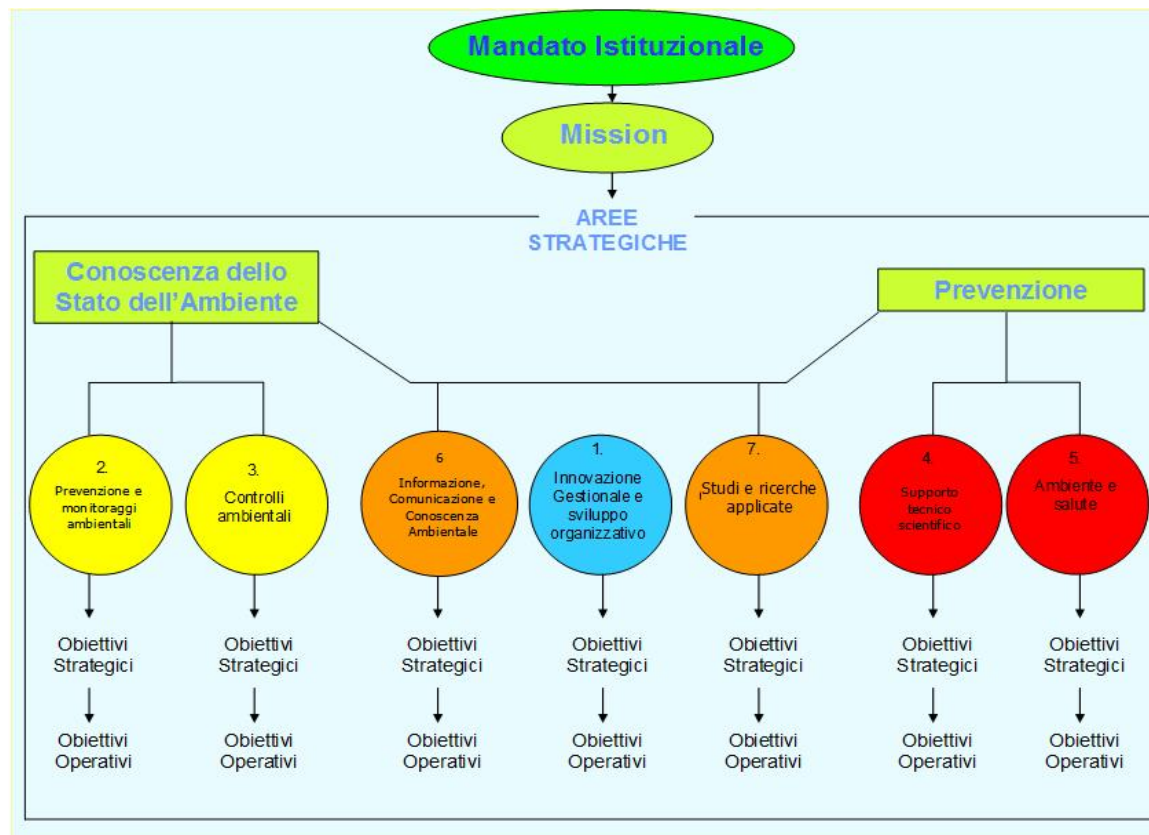 Mandato Istituzionale
Mission
AREE
STRATEGICHE
Conoscenza dello
Stato dell'Ambiente
Prevenzione
2.
Prevenzione e
monitoraggi
ambientali
3.
Controlli
ambientali
6
Informazione,
Comunicazione e
Conoscenza
Ambientale
1.
Innovazione
Gestionale e
sviluppo
organizzativo
7.
Studi e ricerche
applicate
4.
Supporto
tecnico
scientifico
5.
Ambiente e
salute
Obiettivi
Strategici
Obiettivi
Strategici
Obiettivi
Strategici
Obiettivi
Strategici
Obiettivi
Strategici
Obiettivi
Strategici
Obiettivi
Strategici
Obiettivi
Operativi
Obiettivi
Operativi
Obiettivi
Operativi
Obiettivi
Operativi
Obiettivi
Operativi
Obiettivi
Operativi
Obiettivi
Operativi